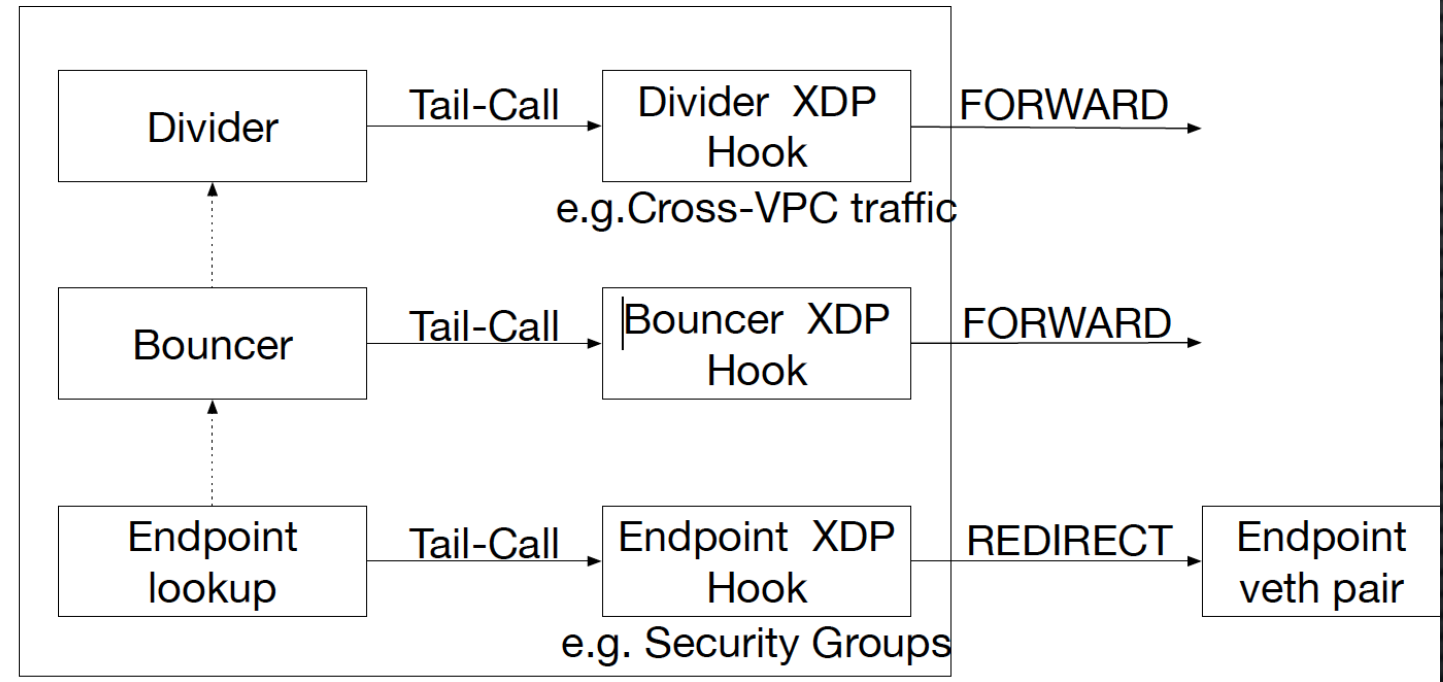 Divider
Tail-Call
Divider XDP
Hook
FORWARD
e.g.Cross-VPC traffic
Bouncer
Tail-Call
Bouncer XDP
Hook
FORWARD
Endpoint
lookup
Tail-Call
Endpoint XDP
Hook
REDIRECT
Endpoint
veth pair
e.g. Security Groups